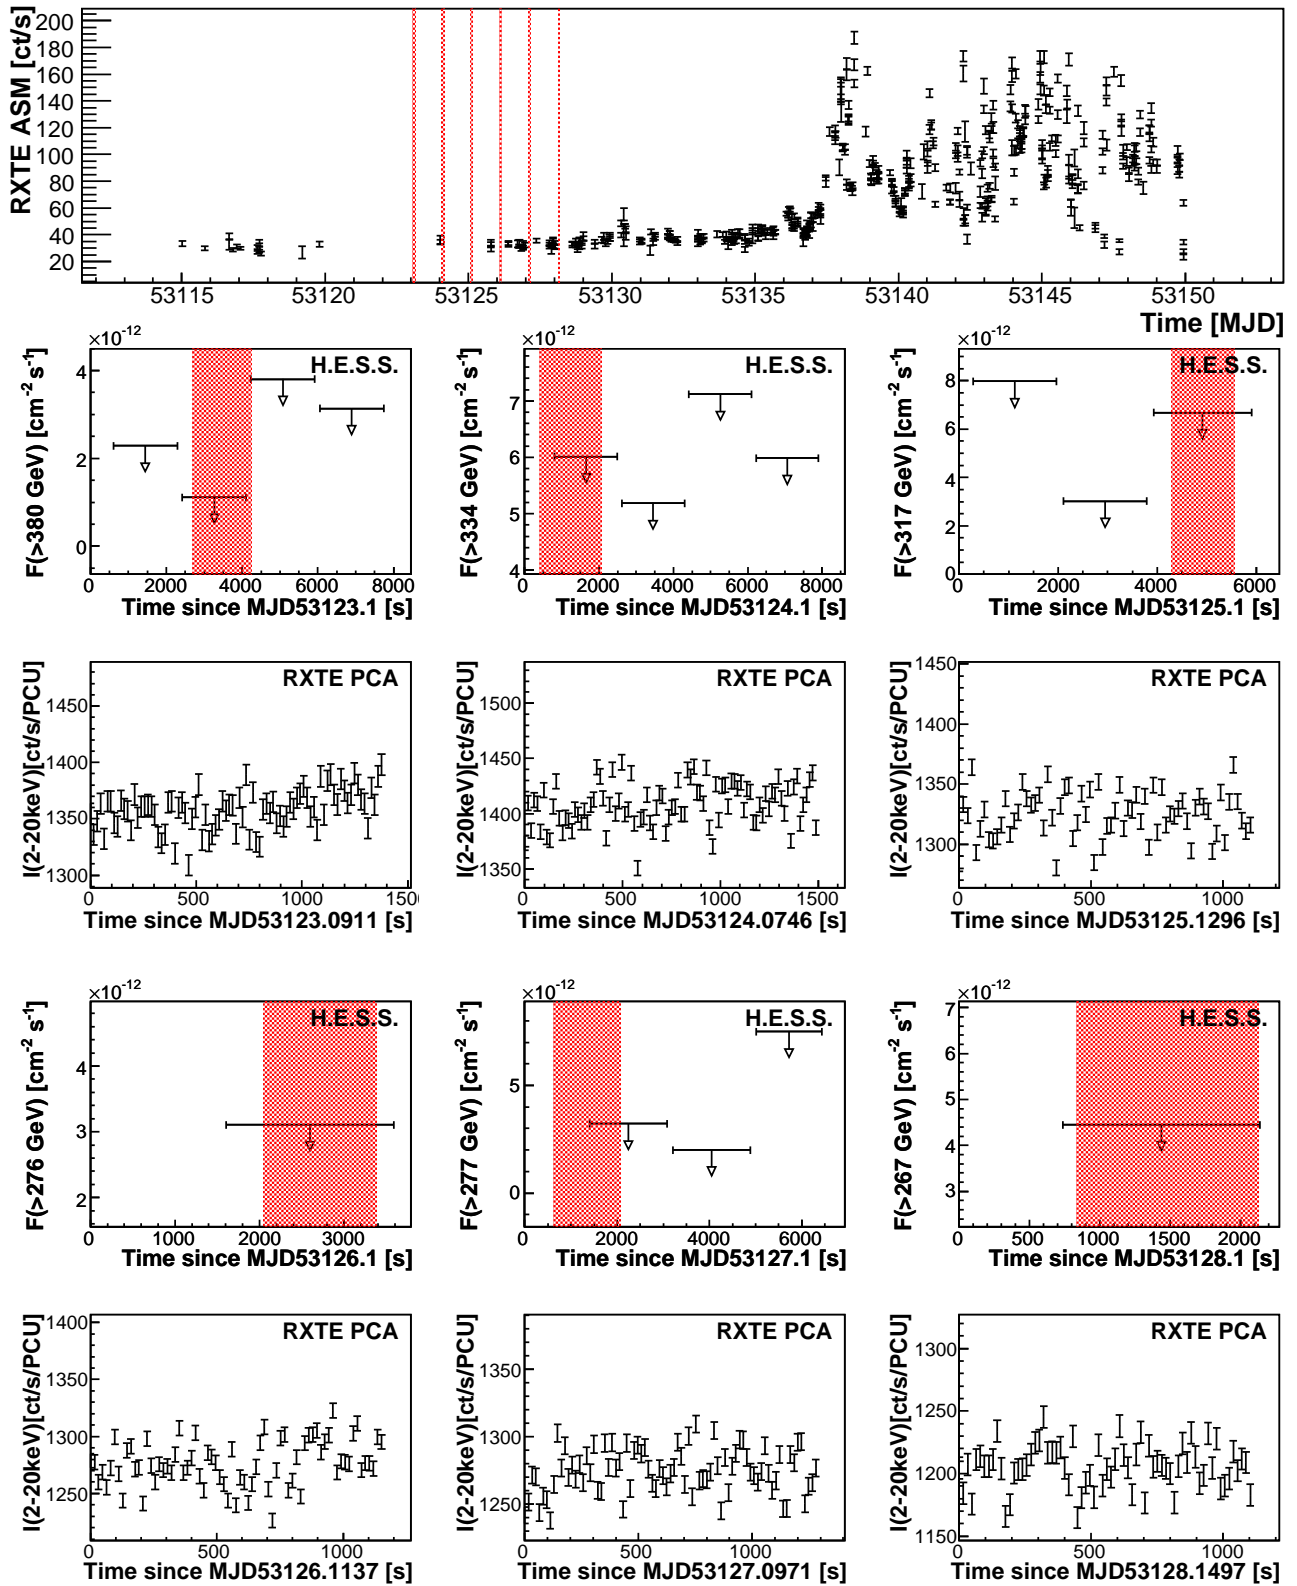 RXTE ASM [ct/s]
200
180
160
140
120
100
80
60
40
20
53115 53120 53125 53130 53135 53140 53145 53150
Time [MJD]
×10-12 ×10-12 ×10-12
F(>380 GeV) [cm-2 s-1] H.E.S.S. F(>334 GeV) [cm-2 s-1] H.E.S.S. F(>317 GeV) [cm-2 s-1] H.E.S.S.
4 2 0 7 6 5 4 8 6 4 2 0
0 2000 4000 6000 8000 0 2000 4000 6000 8000 0 2000 4000 6000
Time since MJD53123.1 [s] Time since MJD53124.1 [s] Time since MJD53125.1 [s]
I(2-20keV)[ct/s/PCU] RXTE PCA I(2-20keV)[ct/s/PCU] RXTE PCA I(2-20keV)[ct/s/PCU] RXTE PCA
1450 1400 1350 1300 1500 1450 1400 1350 1450 1400 1350 1300
0 500 1000 1500 0 500 1000 1500 0 500 1000
Time since MJD53123.0911 [s] Time since MJD53124.0746 [s] Time since MJD53125.1296 [s]
×10-12 ×10-12 ×10-12
F(>276 GeV) [cm-2 s-1] H.E.S.S. F(>277 GeV) [cm-2 s-1] H.E.S.S. F(>267 GeV) [cm-2 s-1] H.E.S.S.
4 3 2 5 0 7 6 5 4 3
0 1000 2000 3000 0 2000 4000 6000 0 500 1000 1500 2000
Time since MJD53126.1 [s] Time since MJD53127.1 [s] Time since MJD53128.1 [s]
I(2-20keV)[ct/s/PCU] RXTE PCA I(2-20keV)[ct/s/PCU] RXTE PCA I(2-20keV)[ct/s/PCU] RXTE PCA
1400 1350 1300 1250 1350 1300 1250 1300 1250 1200 1150
0 500 1000 0 500 1000 0 500 1000
Time since MJD53126.1137 [s] Time since MJD53127.0971 [s] Time since MJD53128.1497 [s]